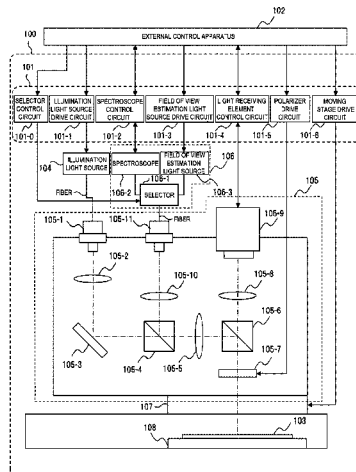 102
EXTERNAL CONTROL APPARATUS
100
101
SELECTOR CONTROL CIRCUIT
ILLUMINATION LIGHT SOURCE DRIVE CIRCUIT
SPECTROSCOPE CONTROL CIRCUIT
FIELD OF VIEW ESTIMATION LIGHT SOURCE DRIVE CIRCUIT
LIGHT RECEIVING ELEMENT CONTROL CIRCUIT
POLARIZER DRIVE CIRCUIT
MOVING STAGE DRIVE CIRCUIT
101-0
101-1
101-2
101-3
101-4
101-5
101-6
104
ILLUMINATION LIGHT SOURCE
SPECTROSCOPE
FIELD OF VIEW ESTIMATION LIGHT SOURCE
106
106-2
106-1
106-3
SELECTOR
FIBER
FIBER
105
105-1
105-11
105-9
105-2
105-10
105-8
105-3
105-4
105-5
105-6
105-7
107
103
108